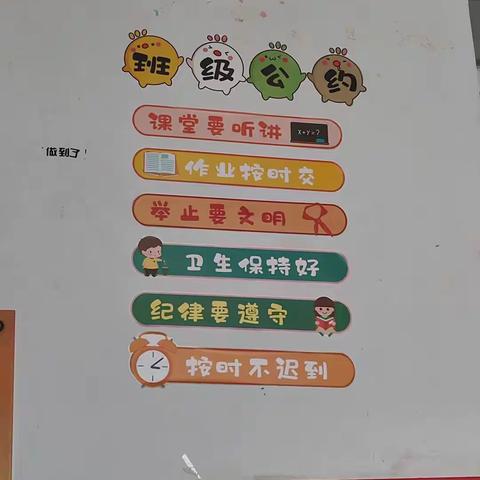 班级公约
课堂要听讲
x+y=?
做到了！
作业按时交
举止要文明
卫生保持好
纪律要遵守
按时不迟到